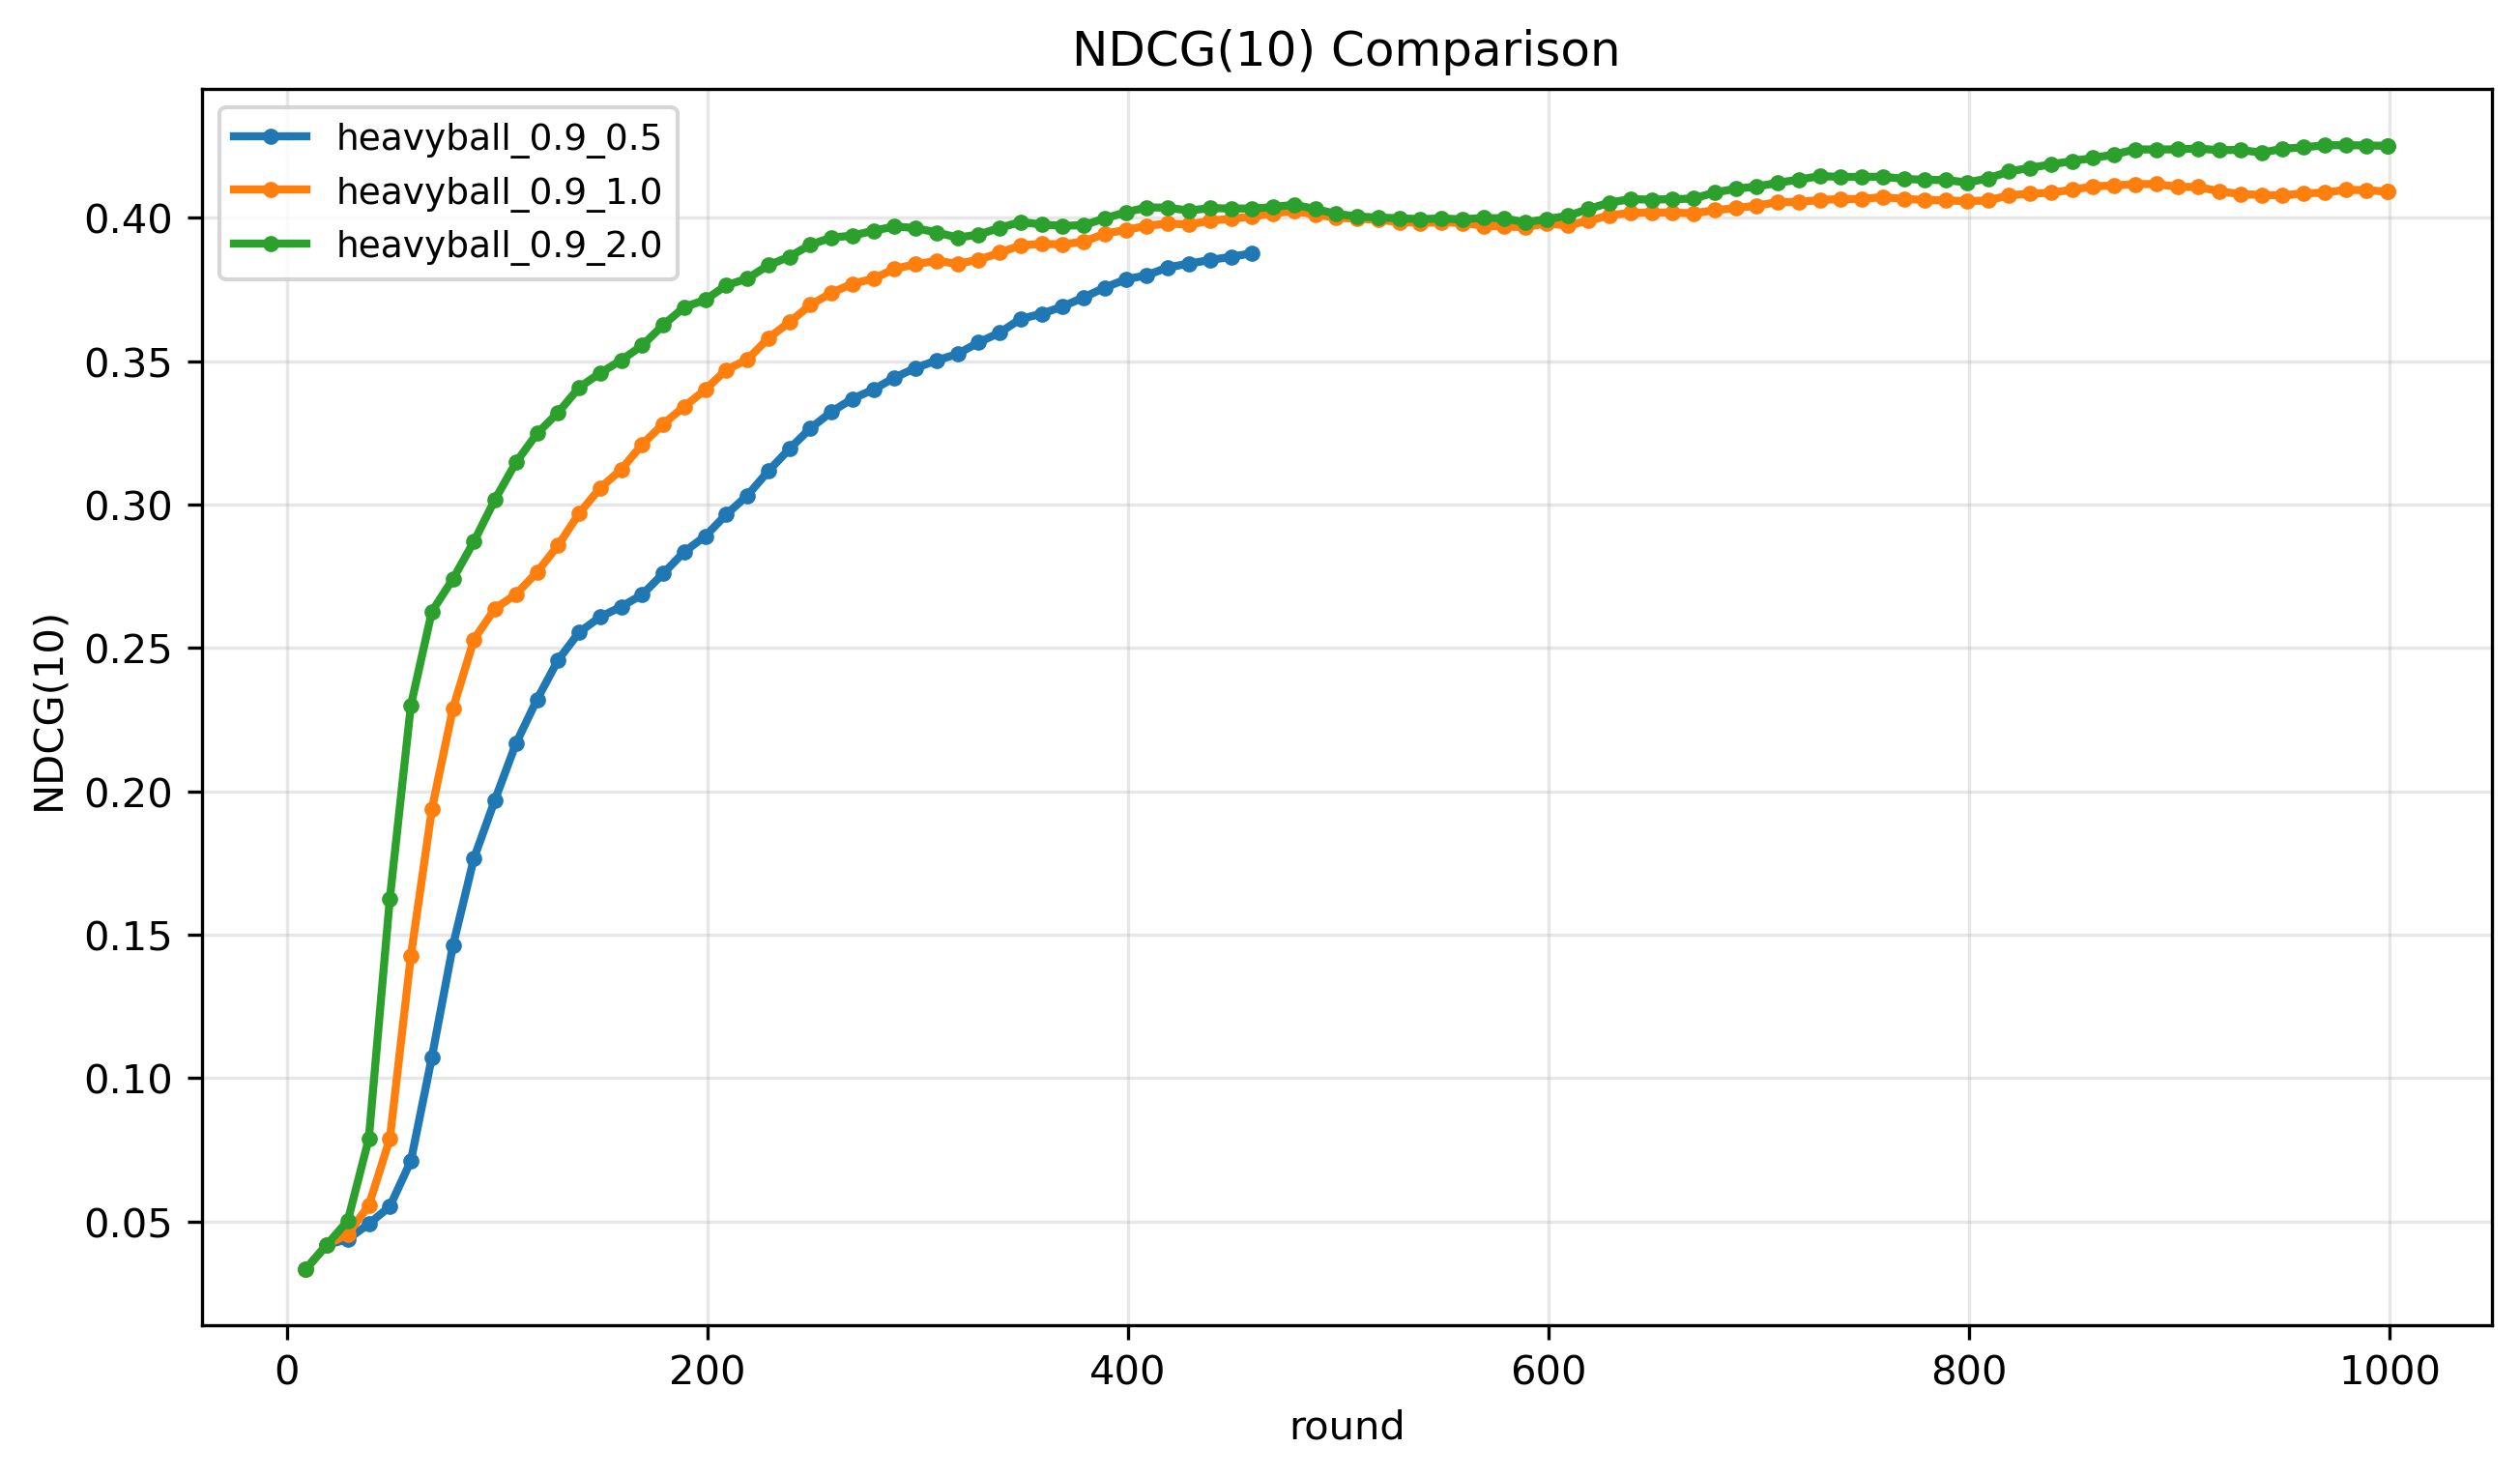 NDCG(10) Comparison
heavyball_0.9_0.5
heavyball_0.9_1.0
heavyball_0.9_2.0
NDCG(10)
0.40
0.35
0.30
0.25
0.20
0.15
0.10
0.05
0 200 400 600 800 1000
round